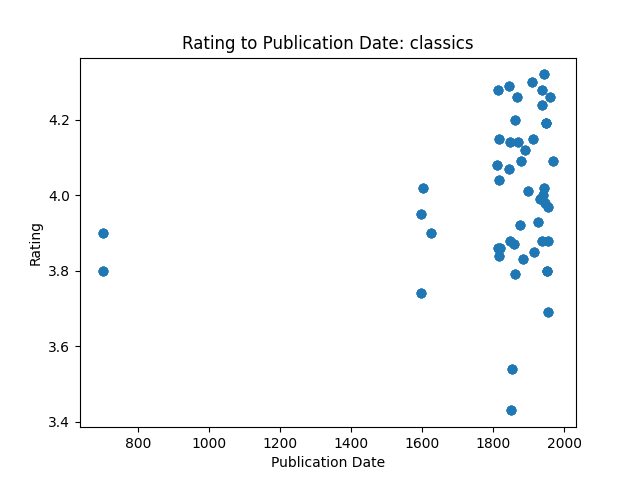 Rating to Publication Date: classics
4.2
4.0
3.8
3.6
3.4
Rating
800 1000 1200 1400 1600 1800 2000
Publication Date